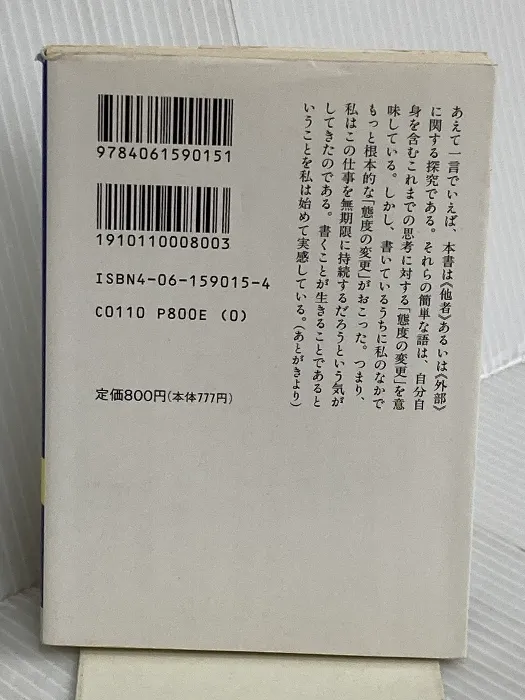 あえて一言でいえば、本書は《他者》あるいは《外部》
に関する探究である。それらの簡単な語は、自分自
身を含むこれまでの思考に対する「態度の変更」を意
味している。しかし、書いているうちに私のなかで
もっと根本的な「態度の変更」がおこった。つまり、
私はこの仕事を無期限に持続するだろうという気が
してきたのである。書くことが生きることであると
いうことを私は始めて実感している。(あとがきより)
9784061590151
1910110008003
ISBN4-06-159015-4
C0110 P800E (0)
定価800円(本体777円)